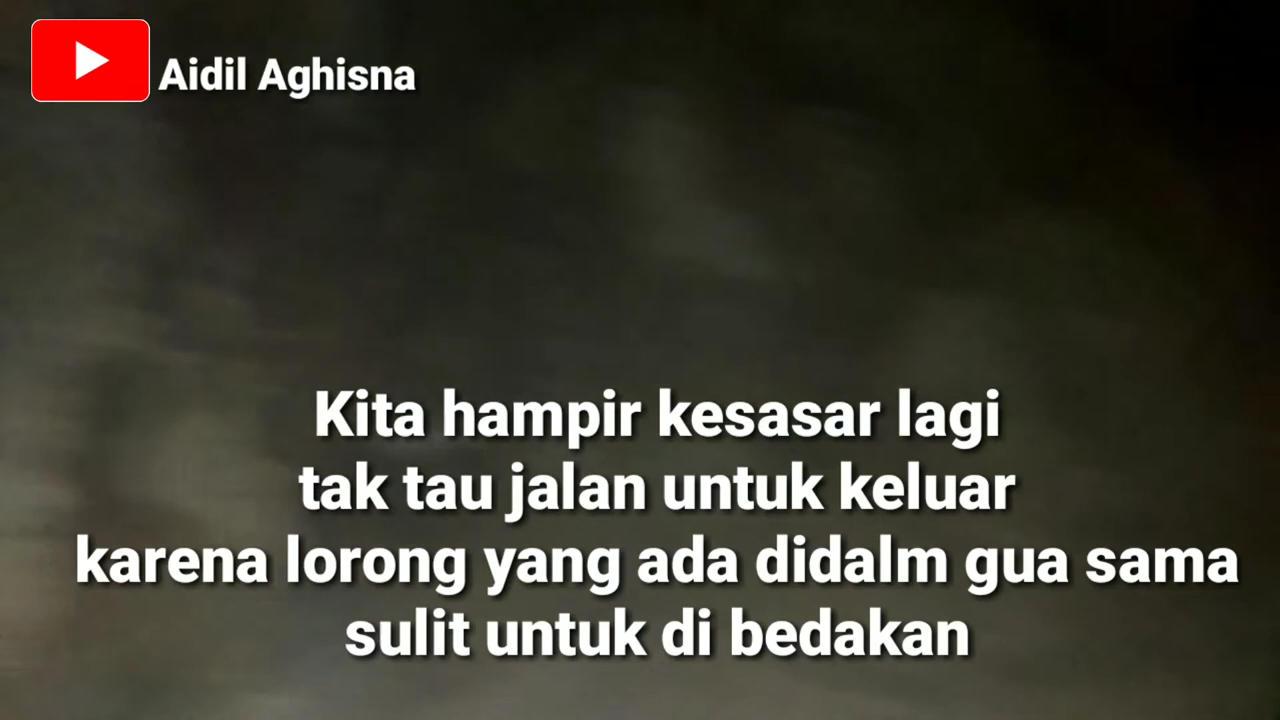 Aidil Aghisna
Kita hampir kesasar lagi
tak tau jalan untuk keluar
karena lorong yang ada didalm gua sama
sulit untuk di bedakan